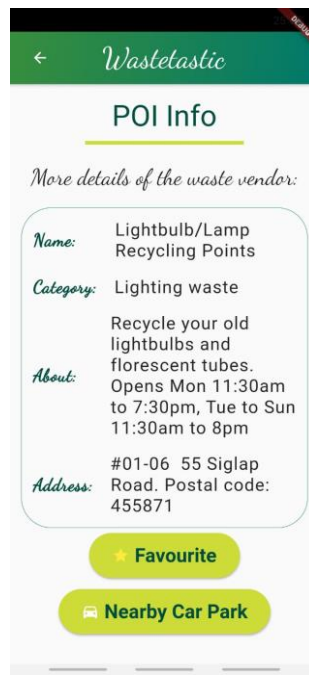 Wastetastic
POI Info
More details of the waste vendor:
Name: Lightbulb/Lamp
Recycling Points
Category: Lighting waste
Recycle your old
lightbulbs and
florescent tubes.
About: Opens Mon 11:30am
to 7:30pm, Tue to Sun
11:30am to 8pm
#01-06 55 Siglap
Address: Road. Postal code:
455871
Favourite
Nearby Car Park